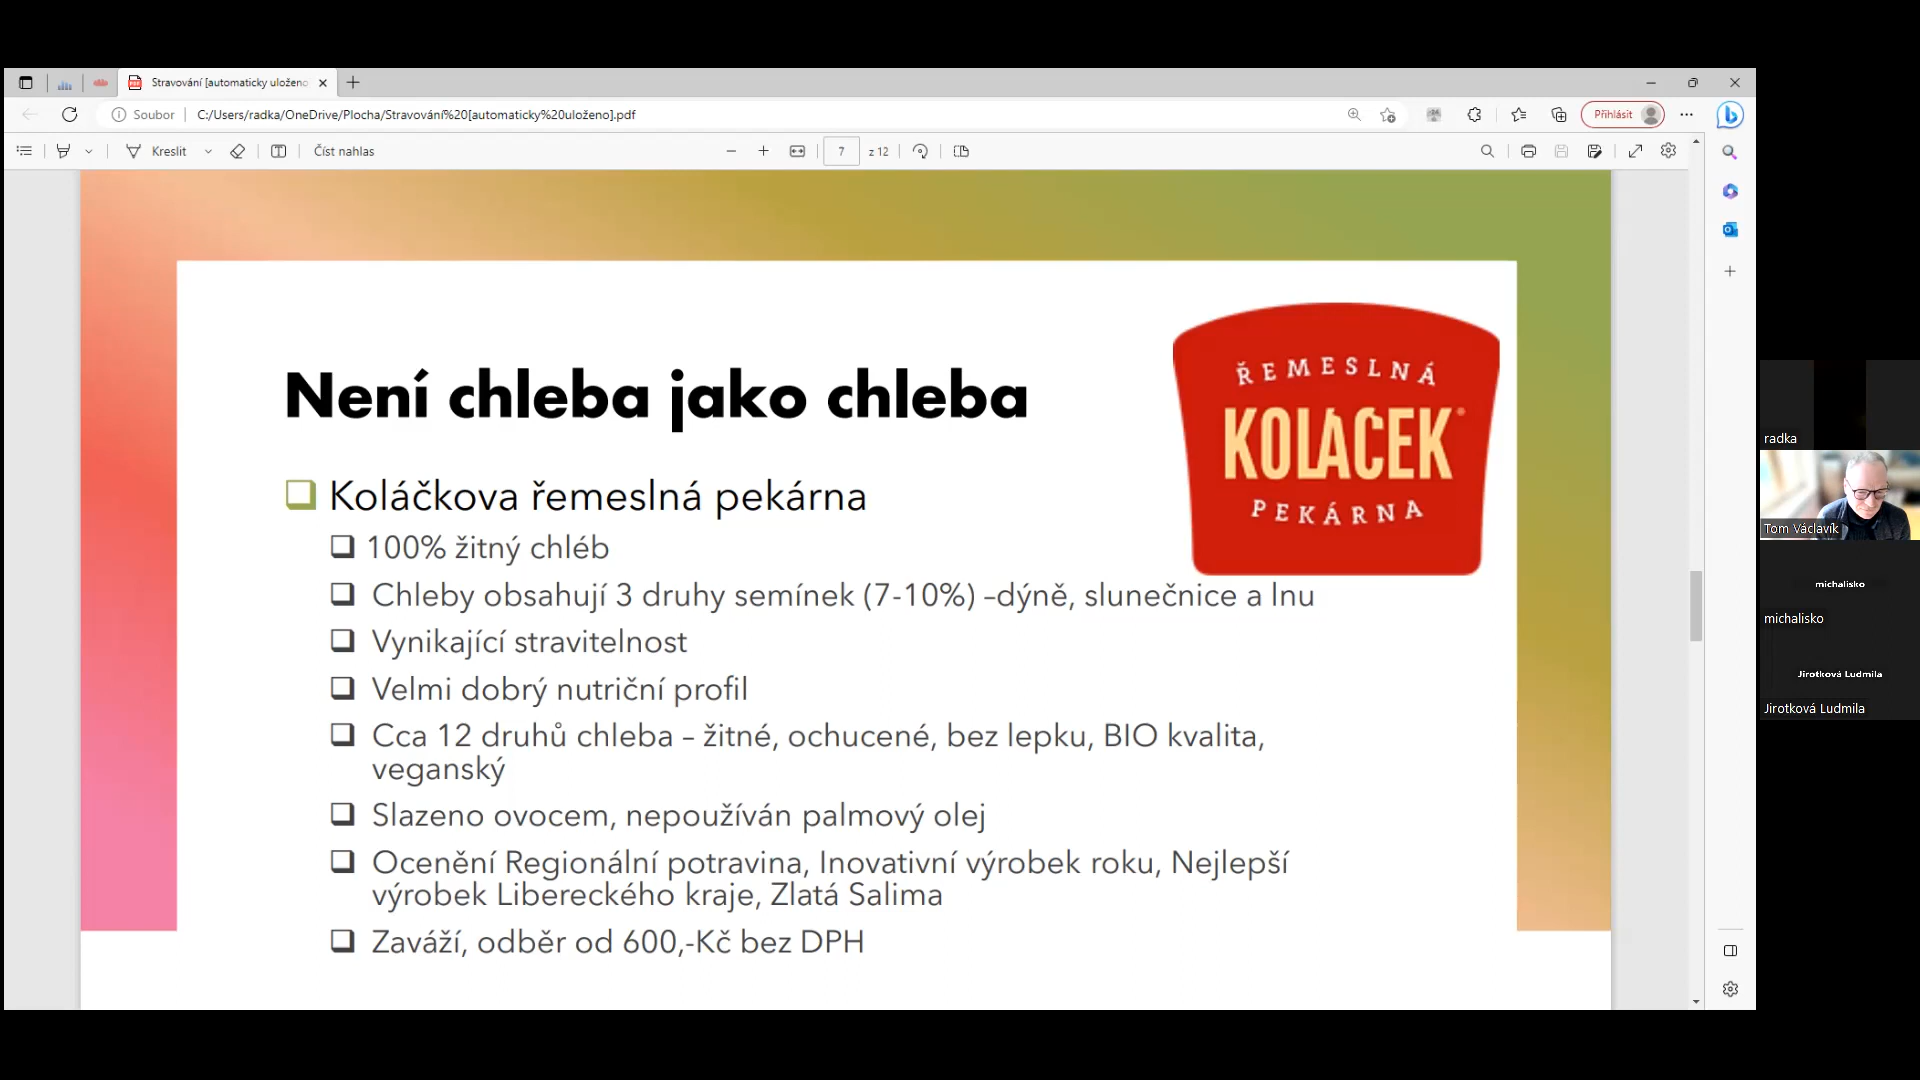 Stravování [automaticky uloženo
Soubor
C:/Users/radka/OneDrive/Plocha/Stravování%20[automaticky%20uloženo].pdf
Přihlásit
Kreslit
Číst nahlas
7
z 12
Není chleba jako chleba
ŘEMESLNÁ
KOLÁČEK
PEKÁRNA
Koláčkova řemeslná pekárna
100% žitný chléb
Chleby obsahují 3 druhy semínek (7-10%) –dýně, slunečnice a lnu
Vynikající stravitelnost
Velmi dobrý nutriční profil
Cca 12 druhů chleba – žitné, ochucené, bez lepku, BIO kvalita,
veganský
Slazeno ovocem, nepoužíván palmový olej
Ocenění Regionální potravina, Inovativní výrobek roku, Nejlepší
výrobek Libereckého kraje, Zlatá Salima
Zaváží, odběr od 600,-Kč bez DPH
radka
Tom Václavík
michalisko
michalisko
Jirotková Ludmila
Jirotková Ludmila